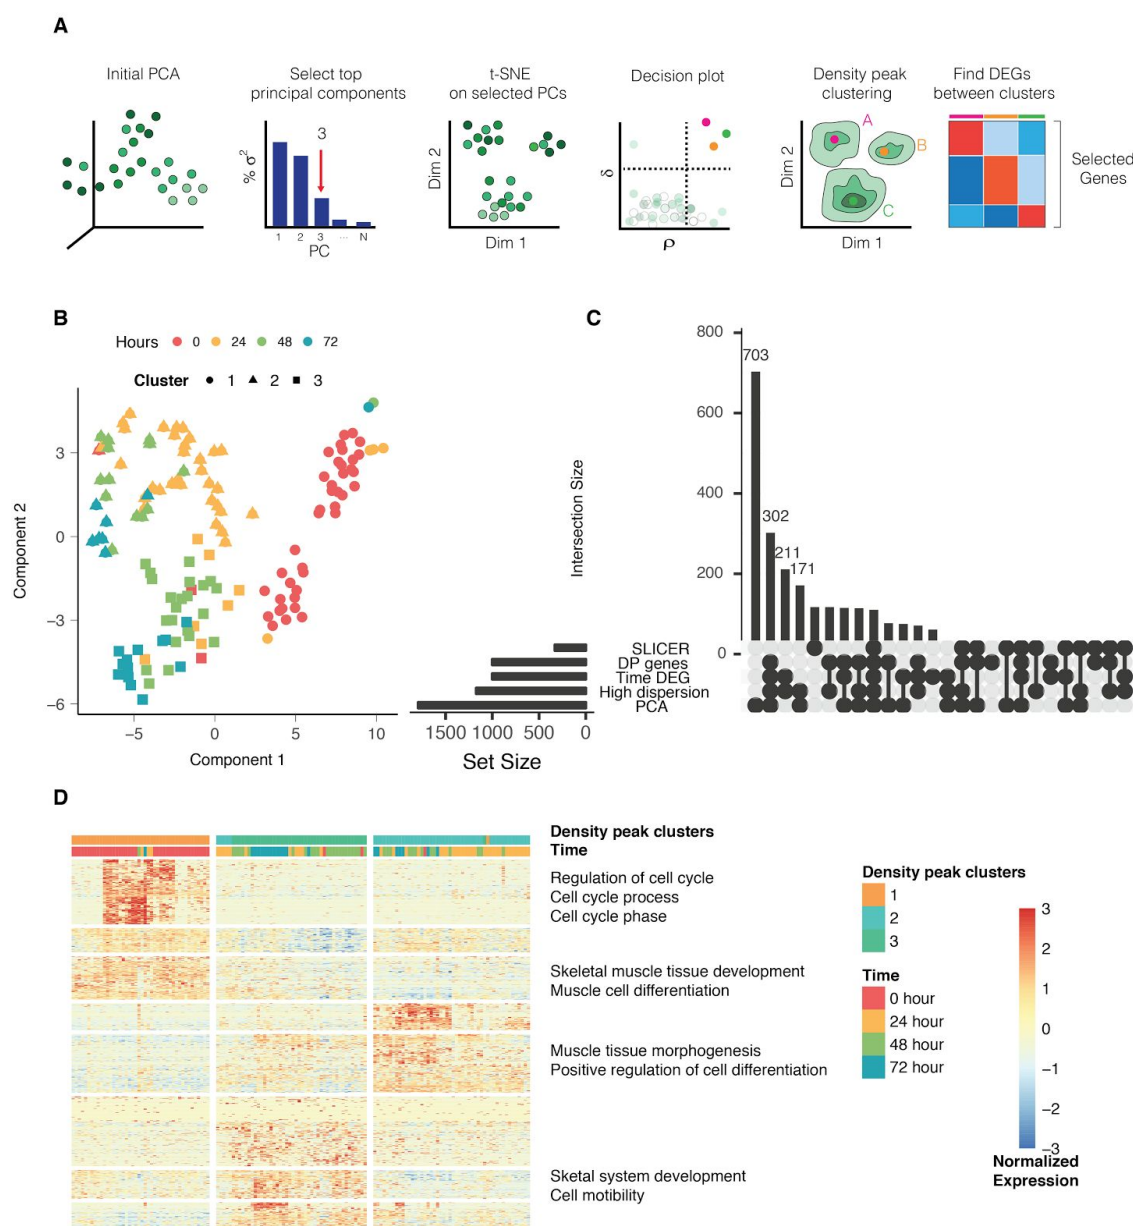 A
Initial PCA
Select top
principal components
t-SNE
on selected PCs
Decision plot
Density peak
clustering
Find DEGs
between clusters
% σ²
3
1 2 3 ... N
PC
Dim 2
Dim 1
δ
ρ
Dim 2
A
B
C
Dim 1
Selected
Genes
B
Hours 0 24 48 72
Cluster 1 2 3
Component 2
3
0
−3
−6
−5 0 5 10
Component 1
C
Intersection Size
800
600
400
200
0
703
302
211
171
SLICER
DP genes
Time DEG
High dispersion
PCA
1500 1000 500 0
Set Size
D
Density peak clusters
Time
Regulation of cell cycle
Cell cycle process
Cell cycle phase
Skeletal muscle tissue development
Muscle cell differentiation
Muscle tissue morphogenesis
Positive regulation of cell differentiation
Sketal system development
Cell motibility
Density peak clusters
1
2
3
Time
0 hour
24 hour
48 hour
72 hour
3
2
1
0
−1
−2
−3
Normalized
Expression